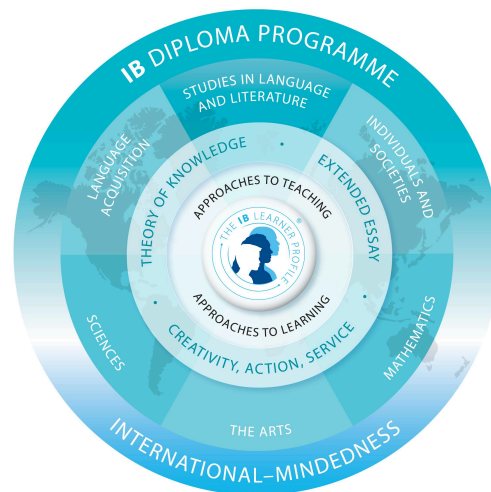 IB DIPLOMA PROGRAMME
STUDIES IN LANGUAGE
AND LITERATURE
LANGUAGE
ACQUISITION
INDIVIDUALS AND
SOCIETIES
THEORY OF KNOWLEDGE
EXTENDED ESSAY
APPROACHES TO TEACHING
THE IB LEARNER PROFILE
®
APPROACHES TO LEARNING
CREATIVITY, ACTION, SERVICE
SCIENCES
MATHEMATICS
THE ARTS
INTERNATIONAL–MINDEDNESS